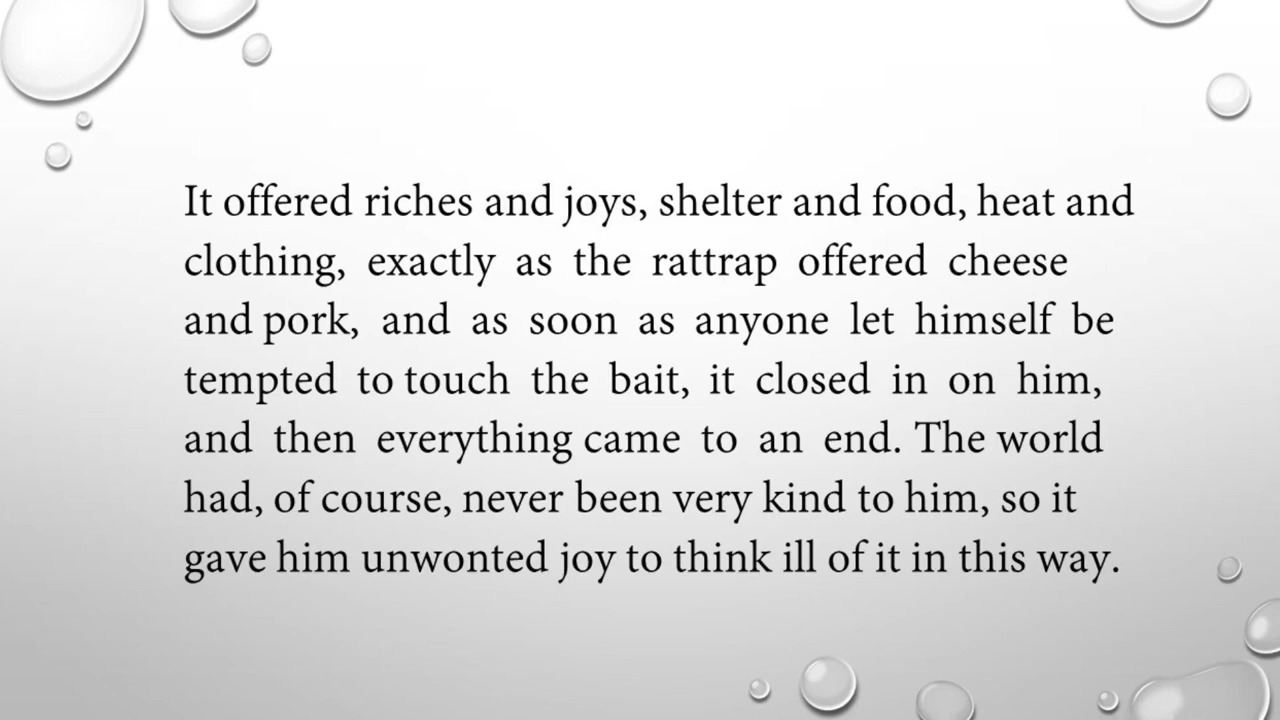 It offered riches and joys, shelter and food, heat and
clothing, exactly as the rattrap offered cheese
and pork, and as soon as anyone let himself be
tempted to touch the bait, it closed in on him,
and then everything came to an end. The world
had, of course, never been very kind to him, so it
gave him unwonted joy to think ill of it in this way.